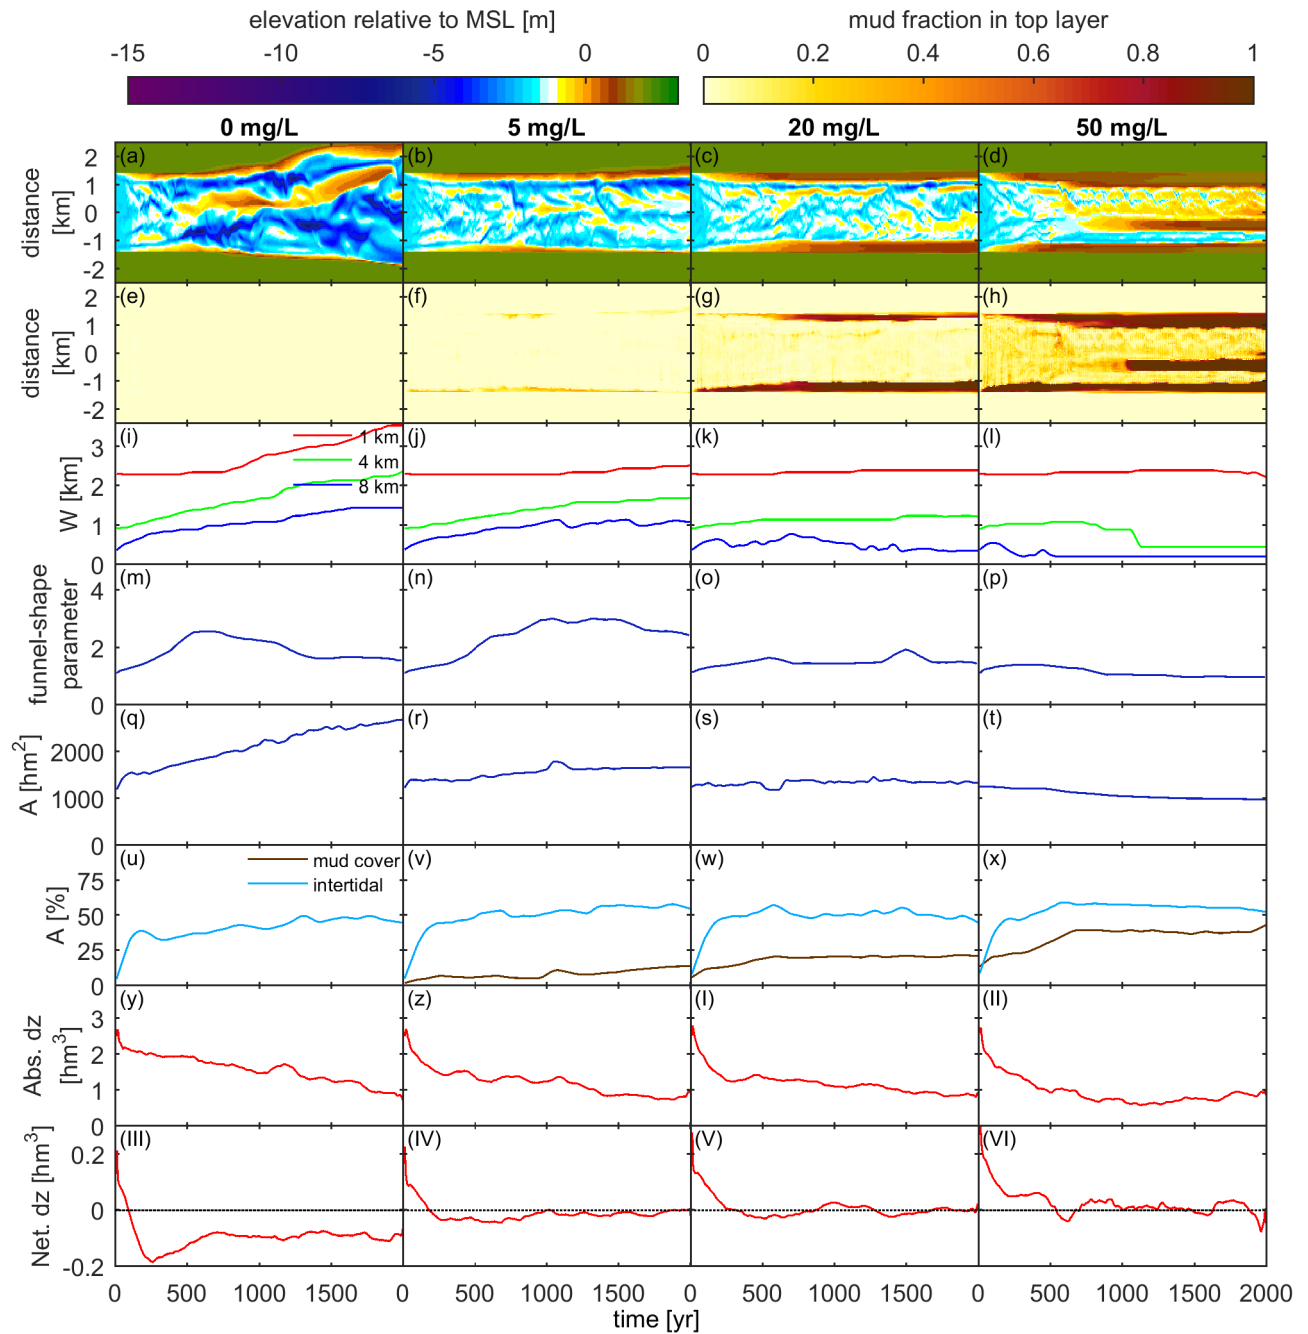 elevation relative to MSL [m]
mud fraction in top layer
-15 -10 -5 0
0 0.2 0.4 0.6 0.8 1
0 mg/L 5 mg/L 20 mg/L 50 mg/L
distance [km]
2 1 0 -1 -2
(a) (b) (c) (d)
distance [km]
2 1 0 -1 -2
(e) (f) (g) (h)
W [km]
3 2 1 0
(i) (j) (k) (l)
1 km
4 km
8 km
funnel-shape parameter
4 2 0
(m) (n) (o) (p)
A [hm²]
2000 1000 0
(q) (r) (s) (t)
A [%]
75 50 25 0
(u) (v) (w) (x)
mud cover
intertidal
Abs. dz [hm³]
3 2 1 0
(y) (z) (I) (II)
Net. dz [hm³]
0.2 0 -0.2
(III) (IV) (V) (VI)
0 500 1000 1500 0 500 1000 1500 0 500 1000 1500 0 500 1000 1500 2000
time [yr]